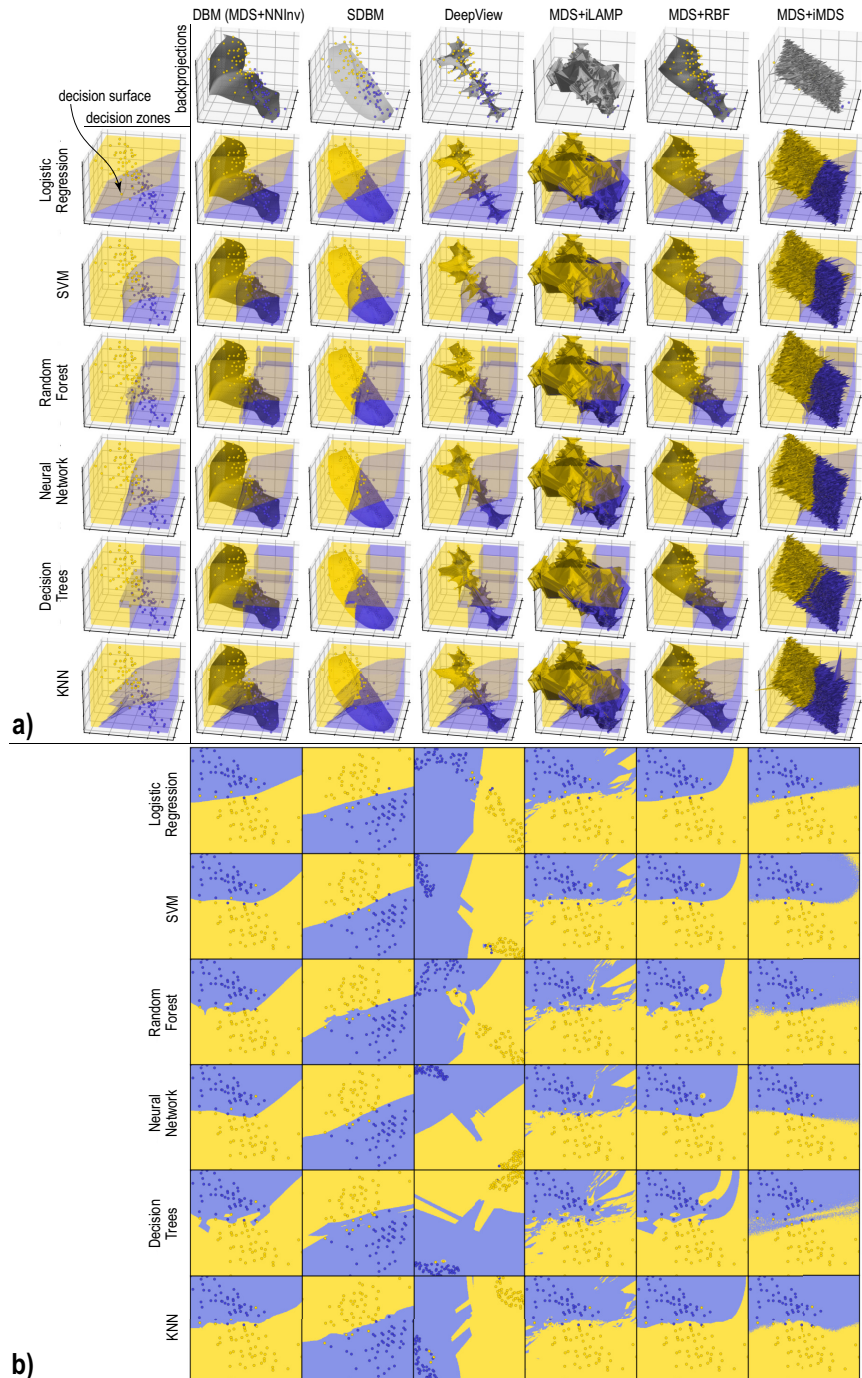 DBM (MDS+NNInv) SDBM DeepView MDS+iLAMP MDS+RBF MDS+iMDS
backprojections
decision surface
decision zones
Logistic
Regression
SVM
Random
Forest
Neural
Network
Decision
Trees
KNN
a)
Logistic
Regression
SVM
Random
Forest
Neural
Network
Decision
Trees
KNN
b)